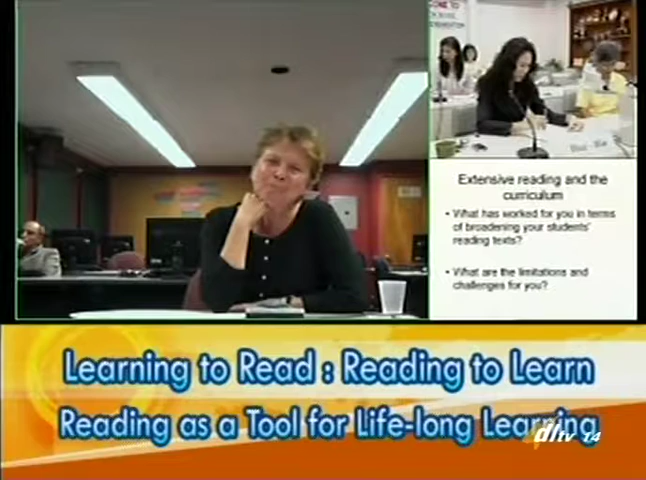 Extensive reading and the
curriculum
• What has worked for you in terms
of broadening your students'
reading texts?
• What are the limitations and
challenges for you?
Learning to Read : Reading to Learn
Reading as a Tool for Life-long Learning
dltv 14